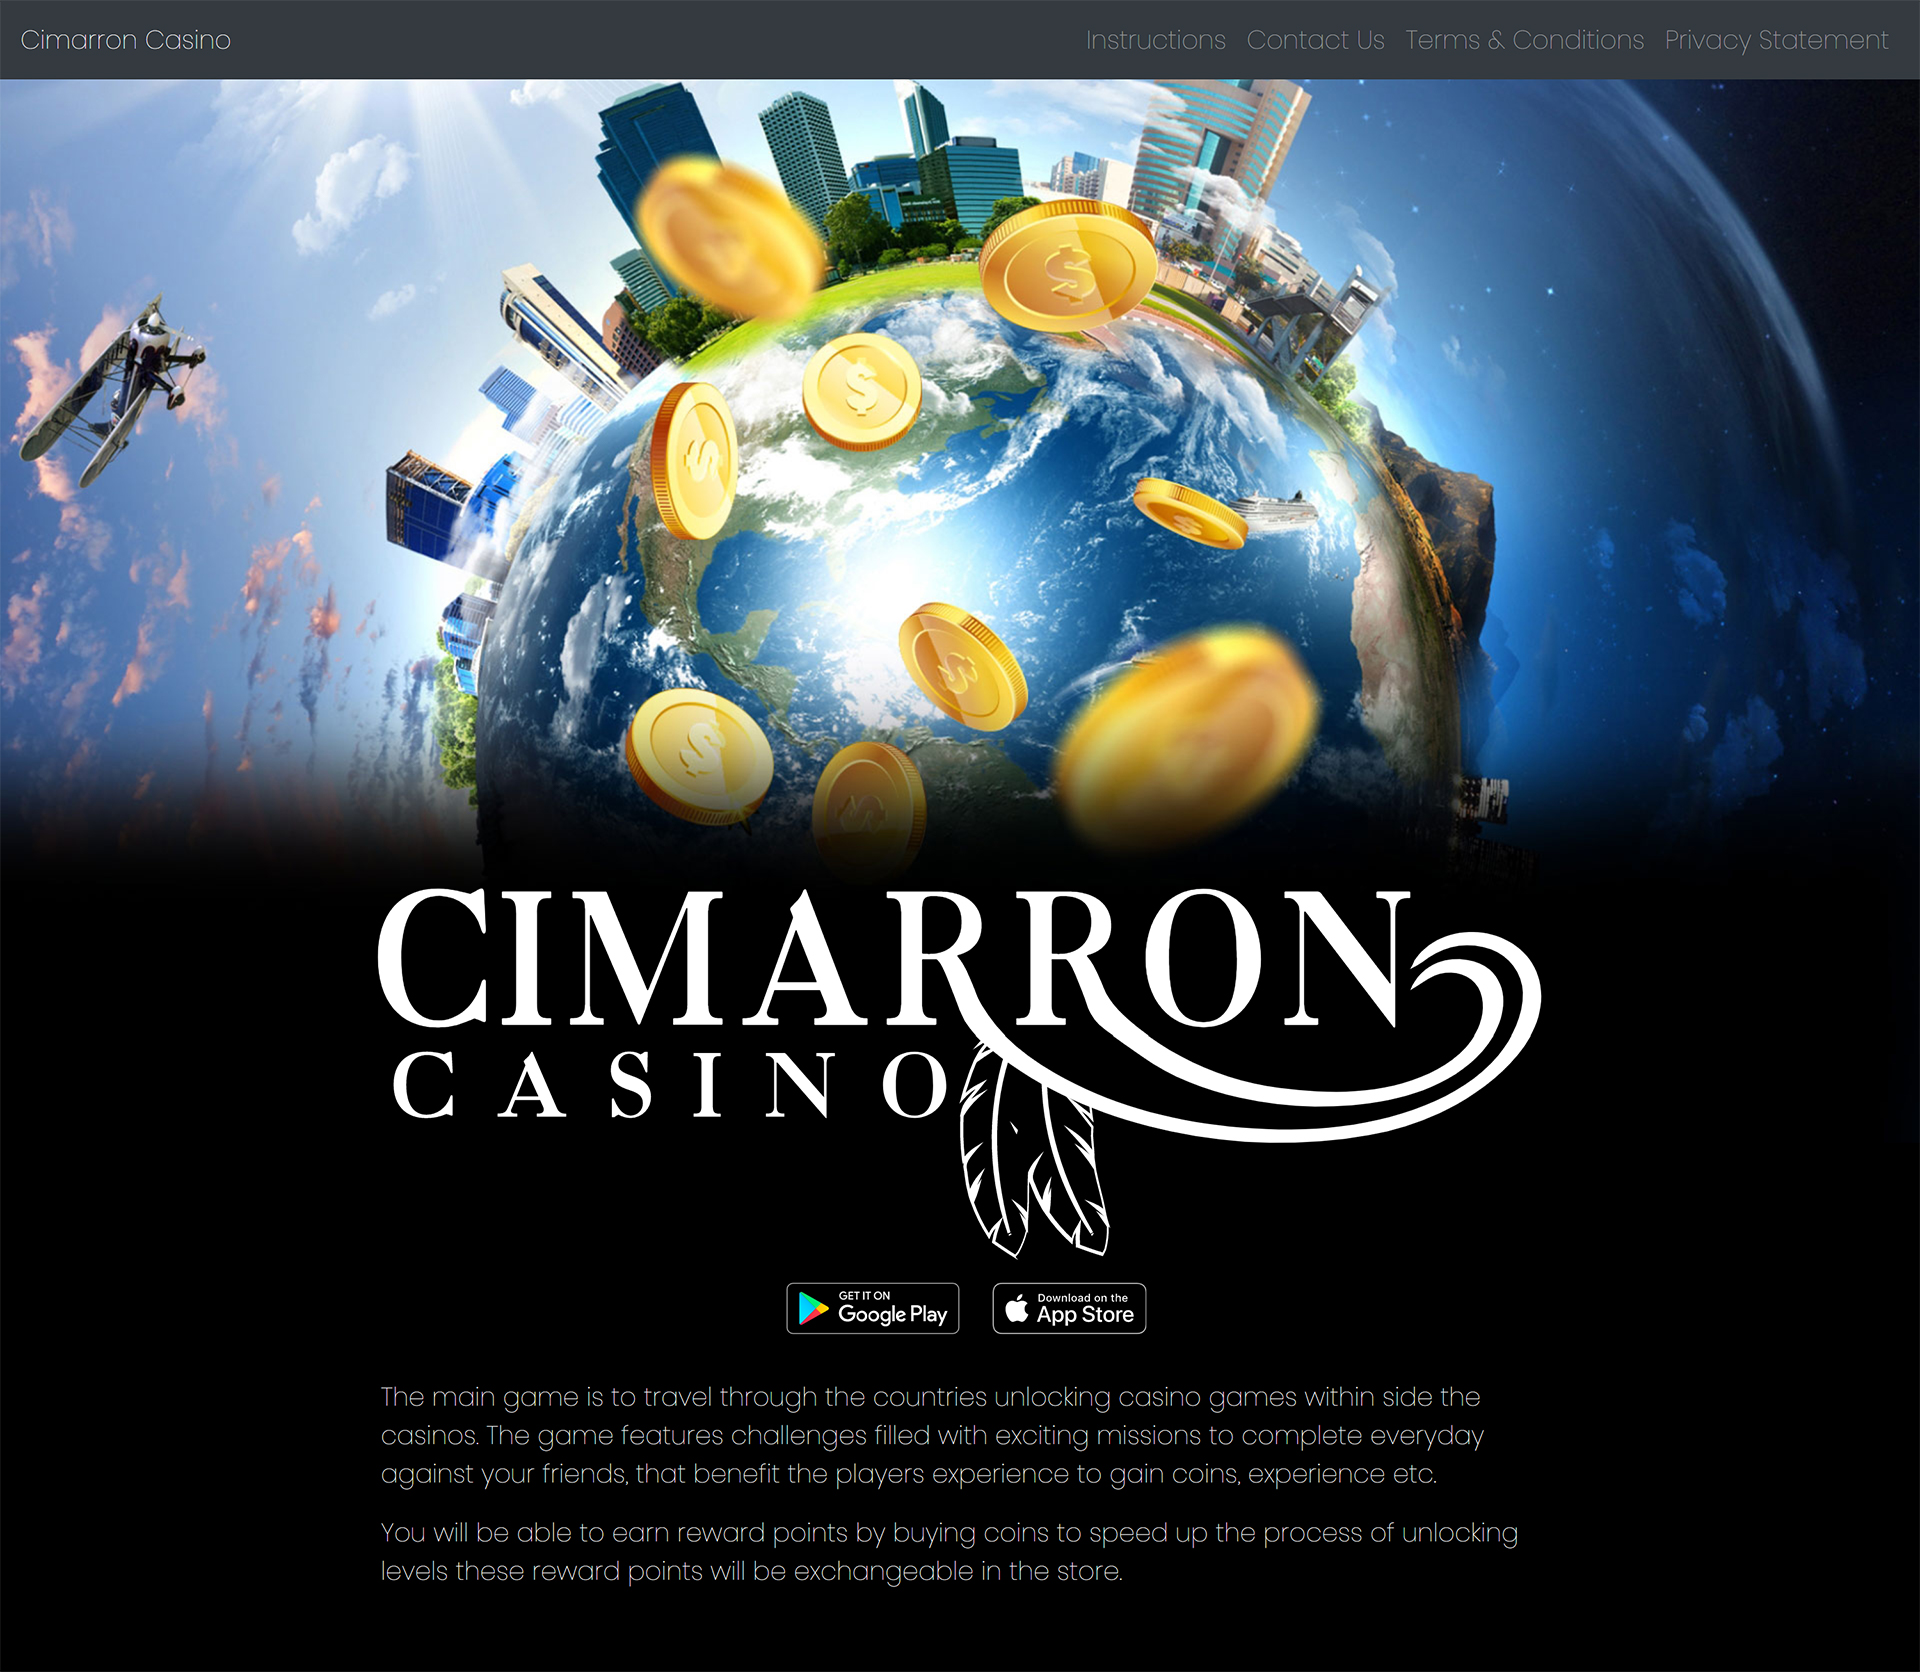 Cimarron Casino
Instructions Contact Us Terms & Conditions Privacy Statement
CIMARRON
CASINO
GET IT ON
Google Play
Download on the
App Store
The main game is to travel through the countries unlocking casino games within side the
casinos. The game features challenges filled with exciting missions to complete everyday
against your friends, that benefit the players experience to gain coins, experience etc.
You will be able to earn reward points by buying coins to speed up the process of unlocking
levels these reward points will be exchangeable in the store.